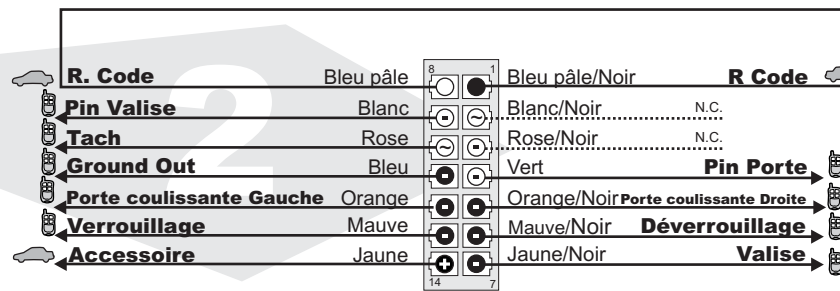 8 1
R. Code Bleu pâle Bleu pâle/Noir R Code
Pin Valise Blanc Blanc/Noir N.C.
Tach Rose Rose/Noir N.C.
Ground Out Bleu Vert Pin Porte
Porte coulissante Gauche Orange Orange/Noir Porte coulissante Droite
Verrouillage Mauve Mauve/Noir Déverrouillage
Accessoire Jaune Jaune/Noir Valise
14 7
2